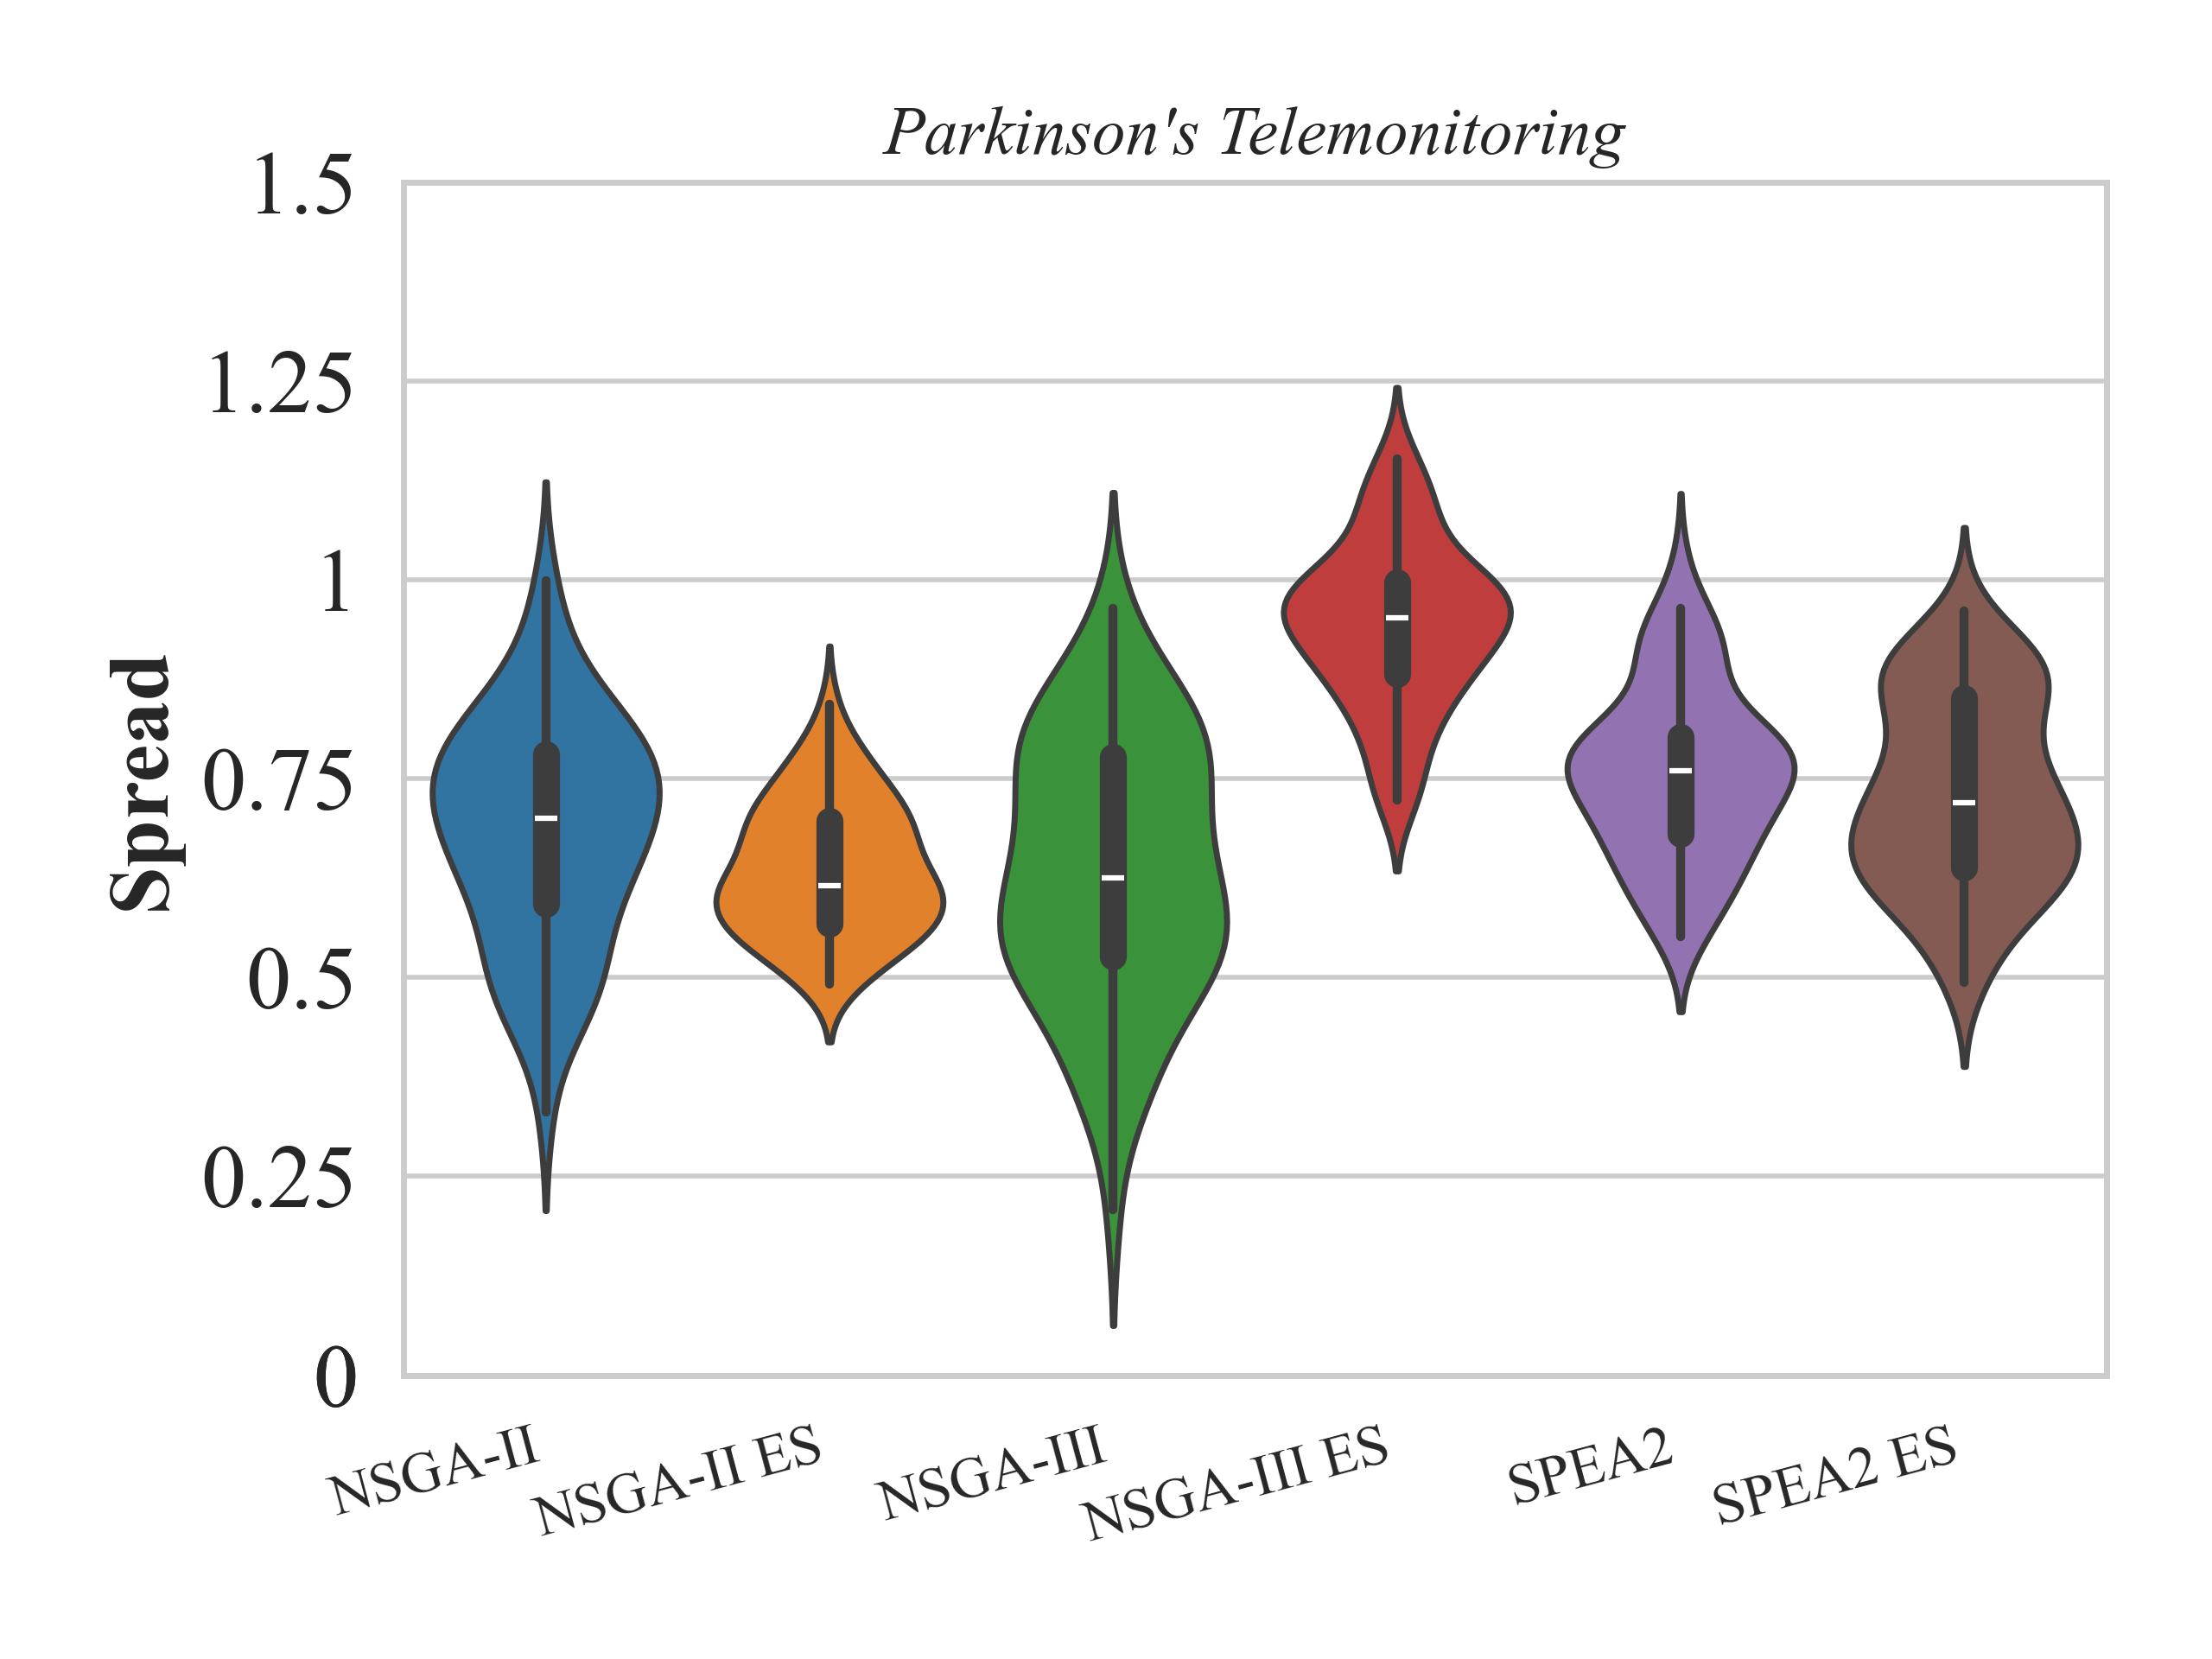 Parkinson's Telemonitoring
1.5
1.25
1
0.75
0.5
0.25
0
Spread
NSGA-II
NSGA-II ES
NSGA-III
NSGA-III ES
SPEA2
SPEA2 ES